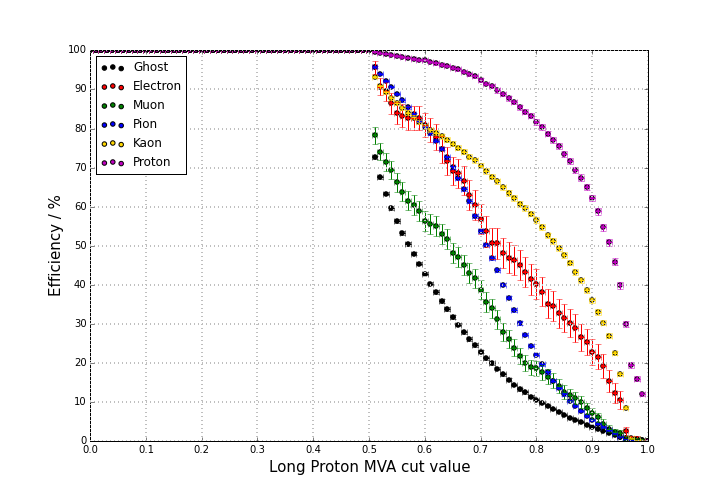 100
90
80
70
60
50
40
30
20
10
0
Efficiency / %
Ghost
Electron
Muon
Pion
Kaon
Proton
0.0 0.1 0.2 0.3 0.4 0.5 0.6 0.7 0.8 0.9 1.0
Long Proton MVA cut value